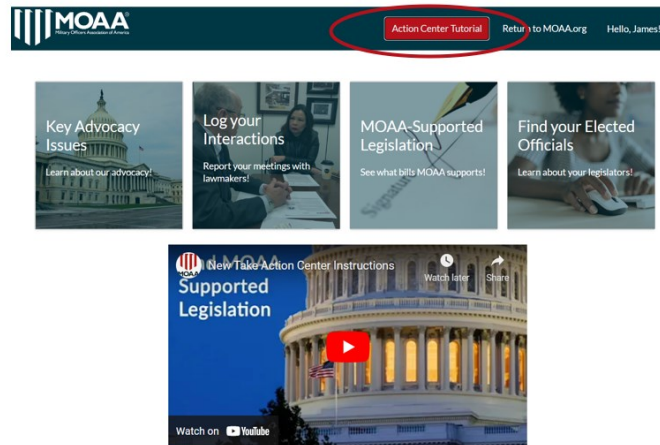 MOAA
Military Officers Association of America
Action Center Tutorial
Return to MOAA.org
Hello, James!
Key Advocacy
Issues
Learn about our advocacy!
Log your
Interactions
Report your meetings with
lawmakers!
MOAA-Supported
Legislation
See what bills MOAA supports!
Signature
Find your Elected
Officials
Learn about your legislators!
MOAA
New Take Action Center Instructions
Watch later
Share
MOAA
Supported
Legislation
Watch on YouTube